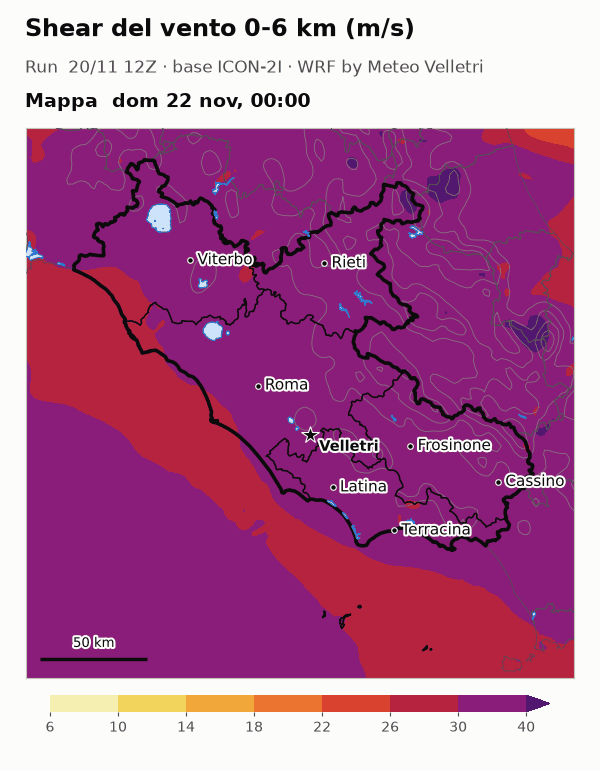 Shear del vento 0-6 km (m/s)
Run  20/11 12Z · base ICON-2I · WRF by Meteo Velletri
Mappa  dom 22 nov, 00:00
Viterbo
Rieti
Roma
Velletri
Frosinone
Latina
Cassino
Terracina
50 km
6 10 14 18 22 26 30 40